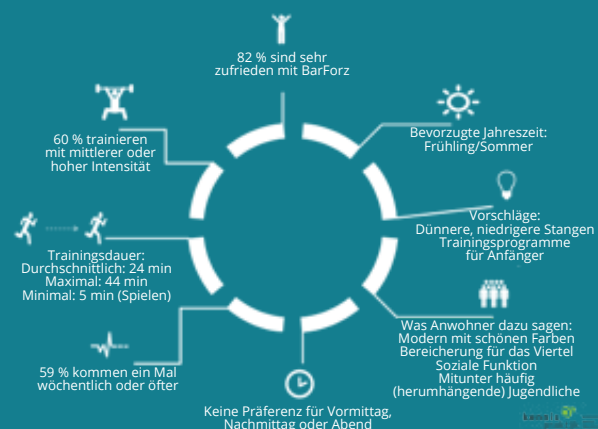 82 % sind sehr
zufrieden mit BarForz
Bevorzugte Jahreszeit:
Frühling/Sommer
Vorschläge:
Dünnere, niedrigere Stangen
Trainingsprogramme
für Anfänger
Was Anwohner dazu sagen:
Modern mit schönen Farben
Bereicherung für das Viertel
Soziale Funktion
Mitunter häufig
(herumhängende) Jugendliche
Keine Präferenz für Vormittag,
Nachmittag oder Abend
59 % kommen ein Mal
wöchentlich oder öfter
Trainingsdauer:
Durchschnittlich: 24 min
Maximal: 44 min
Minimal: 5 min (Spielen)
60 % trainieren
mit mittlerer oder
hoher Intensität